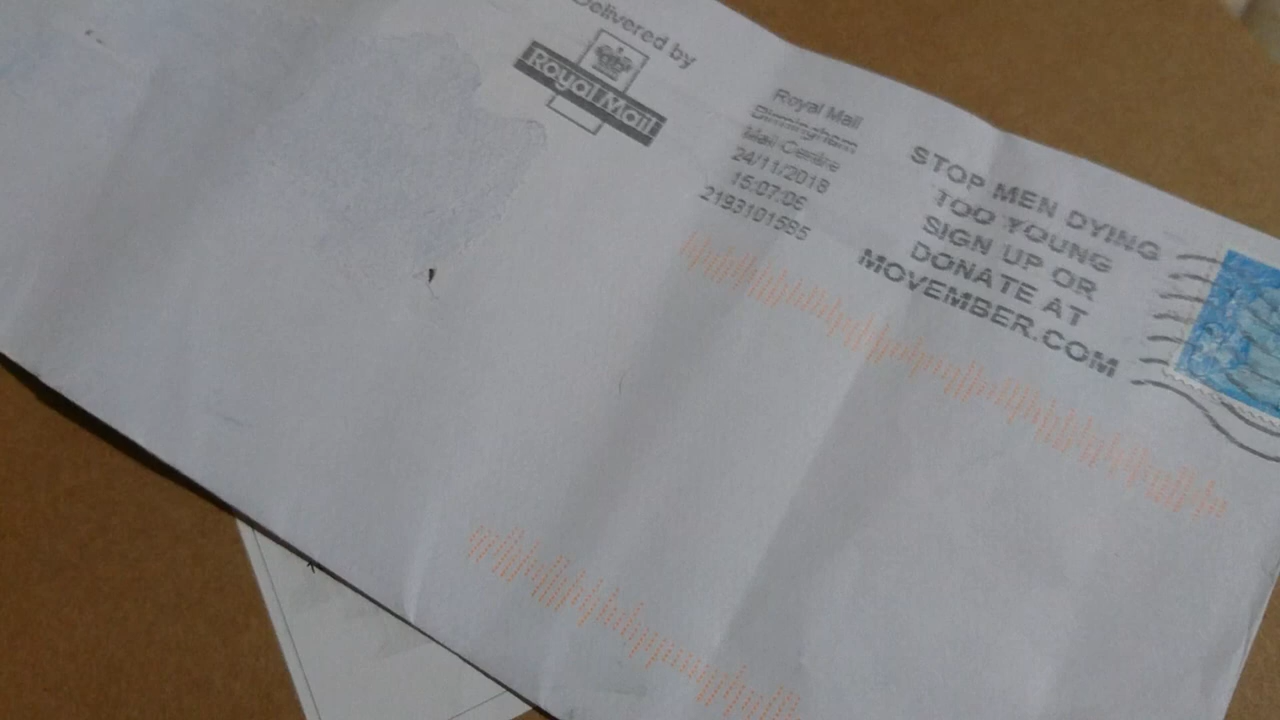 Delivered by
Royal Mail
Royal Mail
Birmingham
Mail Centre
24/11/2018
15:07:06
2193101585
STOP MEN DYING
TOO YOUNG
SIGN UP OR
DONATE AT
MOVEMBER.COM